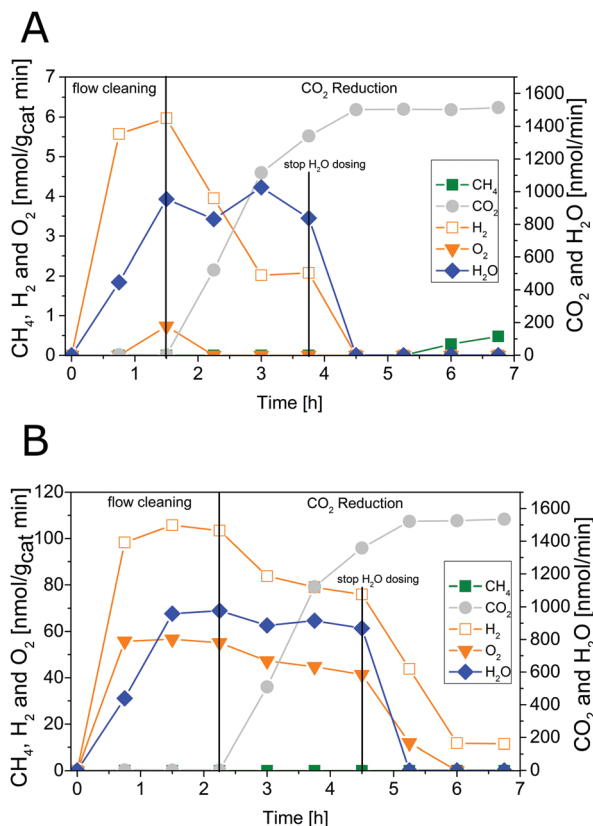 A
flow cleaning
CO₂ Reduction
stop H₂O dosing
CH₄
CO₂
H₂
O₂
H₂O
CH₄, H₂ and O₂ [nmol/g_cat min]
7
6
5
4
3
2
1
0
CO₂ and H₂O [nmol/min]
1600
1400
1200
1000
800
600
400
200
0
0 1 2 3 4 5 6 7
Time [h]
B
flow cleaning
CO₂ Reduction
stop H₂O dosing
CH₄
CO₂
H₂
O₂
H₂O
CH₄, H₂ and O₂ [nmol/g_cat min]
120
100
80
60
40
20
0
CO₂ and H₂O [nmol/min]
1600
1400
1200
1000
800
600
400
200
0
0 1 2 3 4 5 6 7
Time [h]